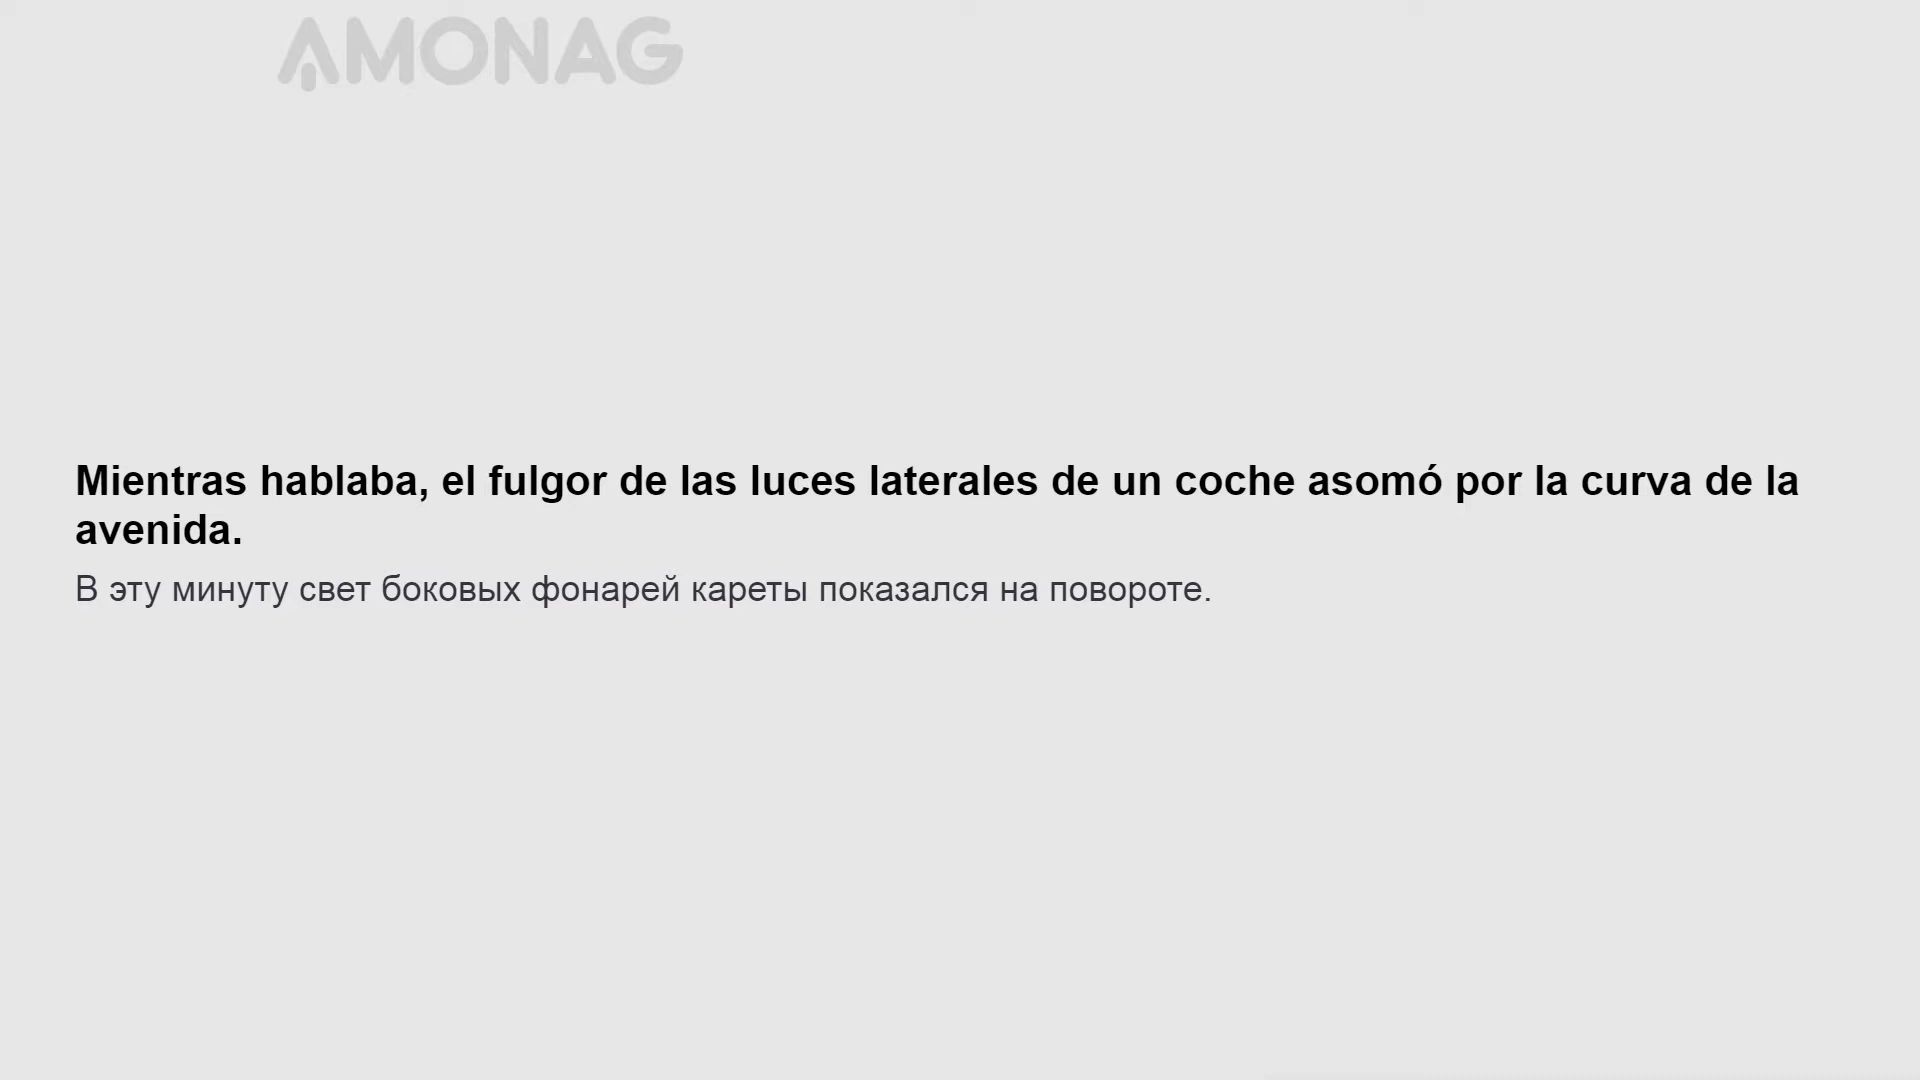 AMONAG
Mientras hablaba, el fulgor de las luces laterales de un coche asomó por la curva de la
avenida.
В эту минуту свет боковых фонарей кареты показался на повороте.